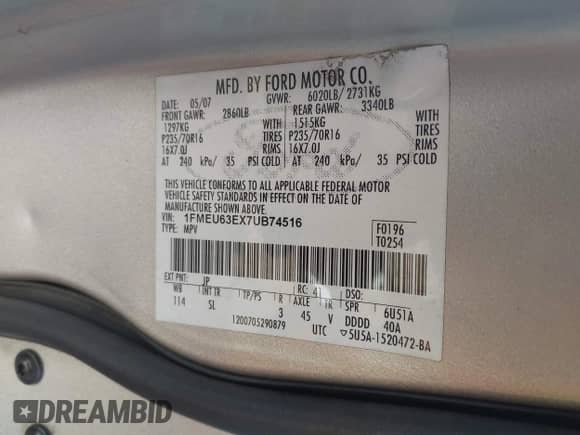 MFD. BY FORD MOTOR CO.
DATE: 05/07 GVWR: 6020LB/ 2731KG
FRONT GAWR: 2860LB REAR GAWR: 3340LB
1297KG WITH 1515KG WITH
P235/70R16 TIRES P235/70R16 TIRES
16X7.0J RIMS 16X7.0J RIMS
AT 240 kPa/ 35 PSI COLD AT 240 kPa/ 35 PSI COLD
THIS VEHICLE CONFORMS TO ALL APPLICABLE FEDERAL MOTOR
VEHICLE SAFETY STANDARDS IN EFFECT ON THE DATE OF
MANUFACTURE SHOWN ABOVE.
VIN: 1FMEU63EX7UB74516
TYPE: MPV
F0196
T0254
EXT PNT: JP RC: 41 DSO:
WB INT TR TP/PS R AXLE TR SPR 6U51A
114 SL 3 45 V DDDD 40A
1200705290879 UTC ▽5U5A-1520472-BA
DREAMBID